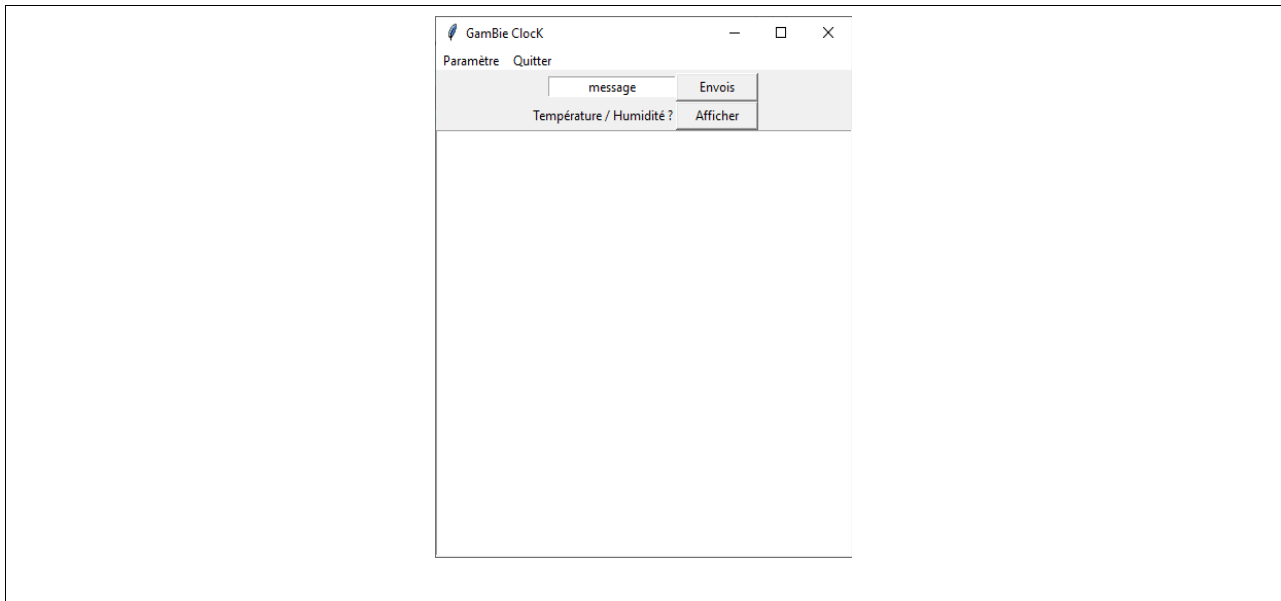 GamBie ClocK
Paramètre Quitter
message Envois
Température / Humidité ? Afficher